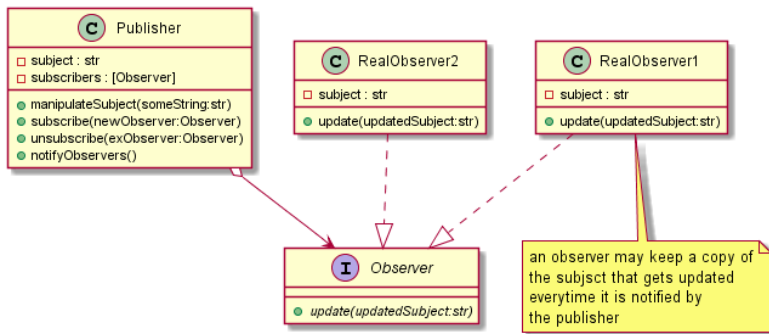 C Publisher
subject : str
subscribers : [Observer]
manipulateSubject(someString:str)
subscribe(newObserver:Observer)
unsubscribe(exObserver:Observer)
notifyObservers()
C RealObserver2
subject : str
update(updatedSubject:str)
C RealObserver1
subject : str
update(updatedSubject:str)
I Observer
update(updatedSubject:str)
an observer may keep a copy of
the subjsct that gets updated
everytime it is notified by
the publisher